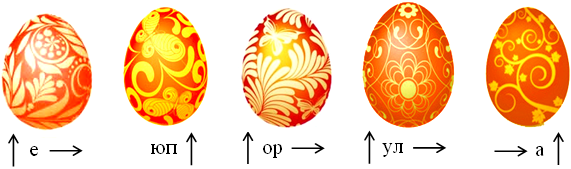 ↑ е → юп ↑ ↑ ор → ↑ ул → → а ↑